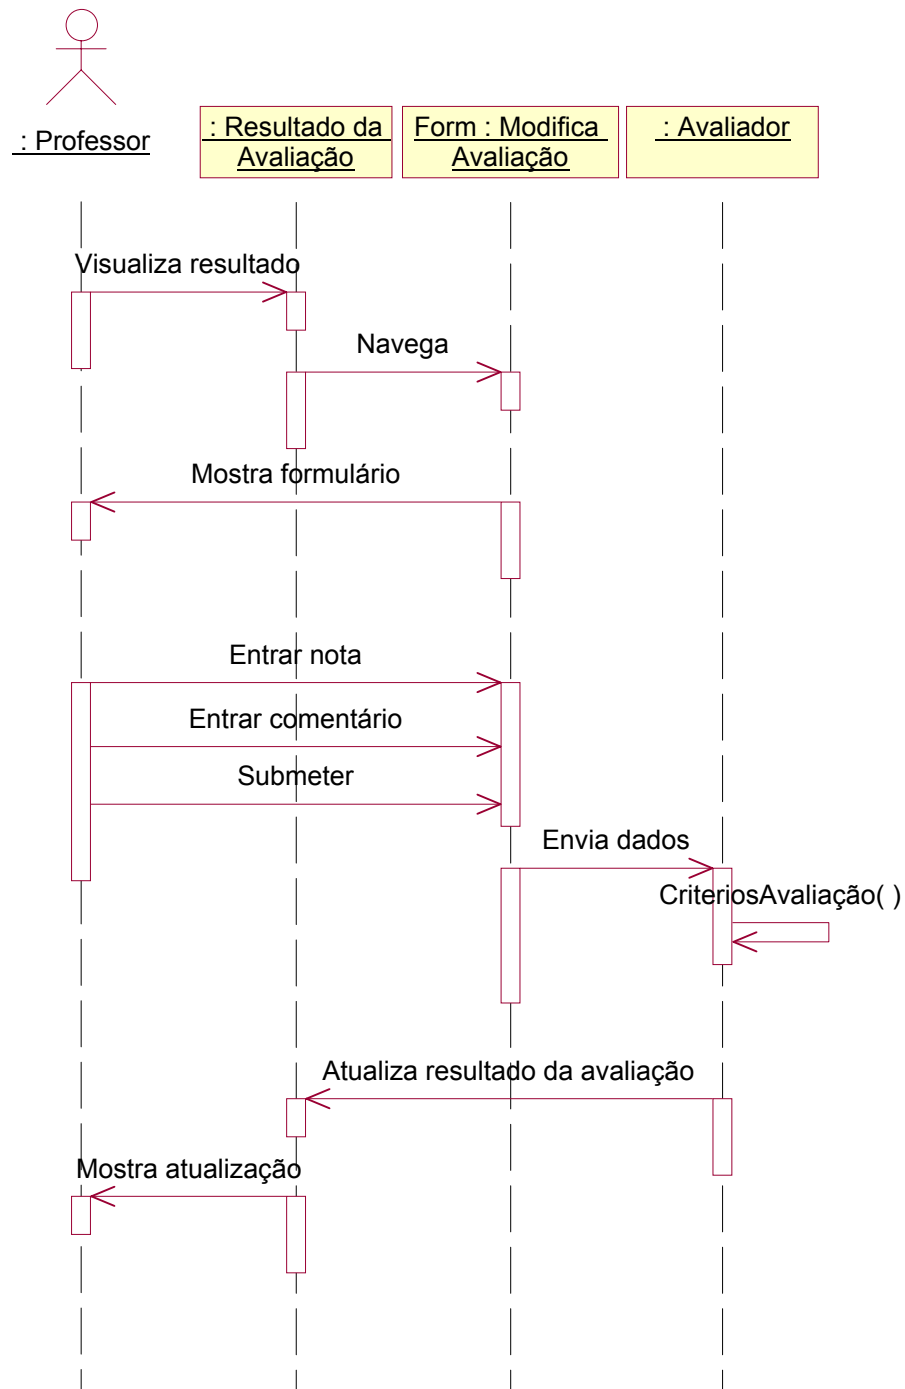 : Professor
: Resultado da
Avaliação
Form : Modifica
Avaliação
: Avaliador
Visualiza resultado
Navega
Mostra formulário
Entrar nota
Entrar comentário
Submeter
Envia dados
CriteriosAvaliação( )
Atualiza resultado da avaliação
Mostra atualização